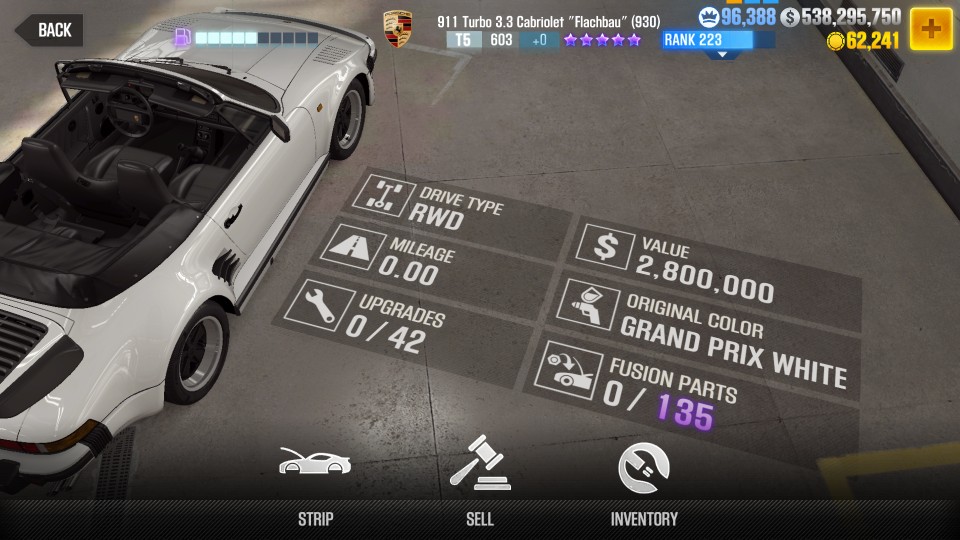 BACK
911 Turbo 3.3 Cabriolet "Flachbau" (930)
T5 603 +0
RANK 223
96,388
538,295,750
62,241
DRIVE TYPE
RWD
MILEAGE
0.00
UPGRADES
0 / 42
VALUE
2,800,000
ORIGINAL COLOR
GRAND PRIX WHITE
FUSION PARTS
0 / 135
STRIP
SELL
INVENTORY